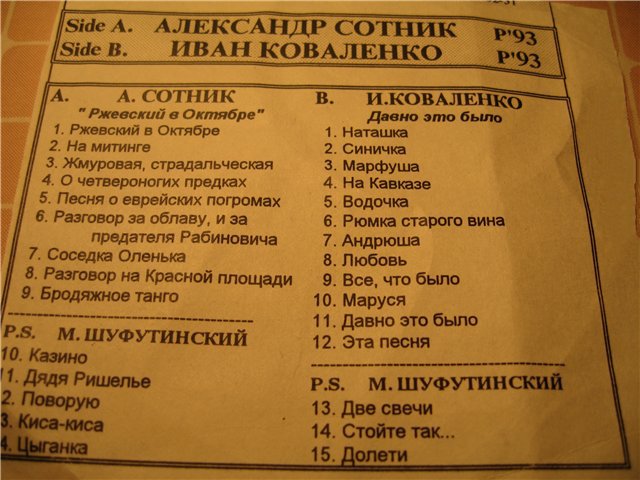 Side A. АЛЕКСАНДР СОТНИК P'93
Side B. ИВАН КОВАЛЕНКО P'93
A. А. СОТНИК
"Ржевский в Октябре"
1. Ржевский в Октябре
2. На митинге
3. Жмуровая, страдальческая
4. О четвероногих предках
5. Песня о еврейских погромах
6. Разговор за облаву, и за
предателя Рабиновича
7. Соседка Оленька
8. Разговор на Красной площади
9. Бродяжное танго
P.S. М. ШУФУТИНСКИЙ
10. Казино
11. Дядя Ришелье
2. Поворую
3. Киса-киса
4. Цыганка
B. И.КОВАЛЕНКО
Давно это было
1. Наташка
2. Синичка
3. Марфуша
4. На Кавказе
5. Водочка
6. Рюмка старого вина
7. Андрюша
8. Любовь
9. Все, что было
10. Маруся
11. Давно это было
12. Эта песня
P.S. М. ШУФУТИНСКИЙ
13. Две свечи
14. Стойте так...
15. Долети